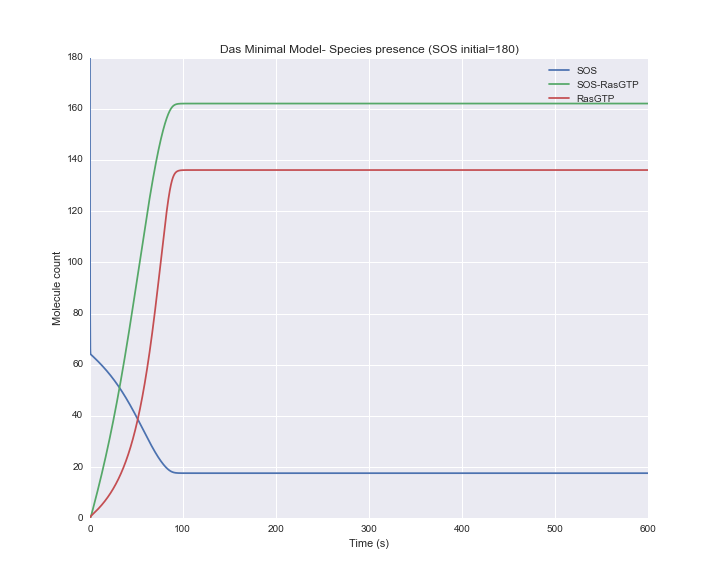 Das Minimal Model- Species presence (SOS initial=180)
180
160
140
120
100
80
60
40
20
0
Molecule count
SOS
SOS-RasGTP
RasGTP
0 100 200 300 400 500 600
Time (s)